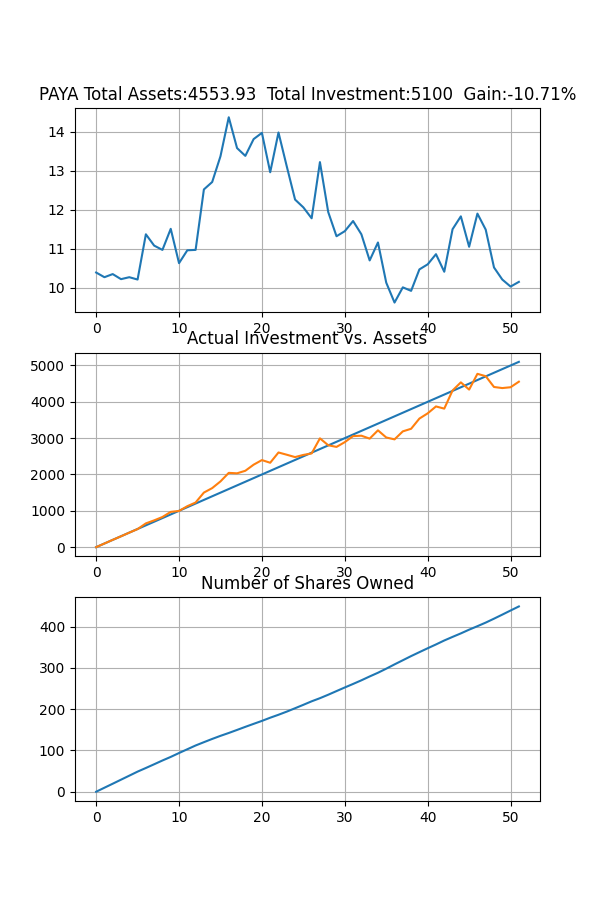 PAYA Total Assets:4553.93  Total Investment:5100  Gain:-10.71%
14
13
12
11
10
0 10 20 30 40 50
Actual Investment vs. Assets
5000
4000
3000
2000
1000
0
0 10 20 30 40 50
Number of Shares Owned
400
300
200
100
0
0 10 20 30 40 50